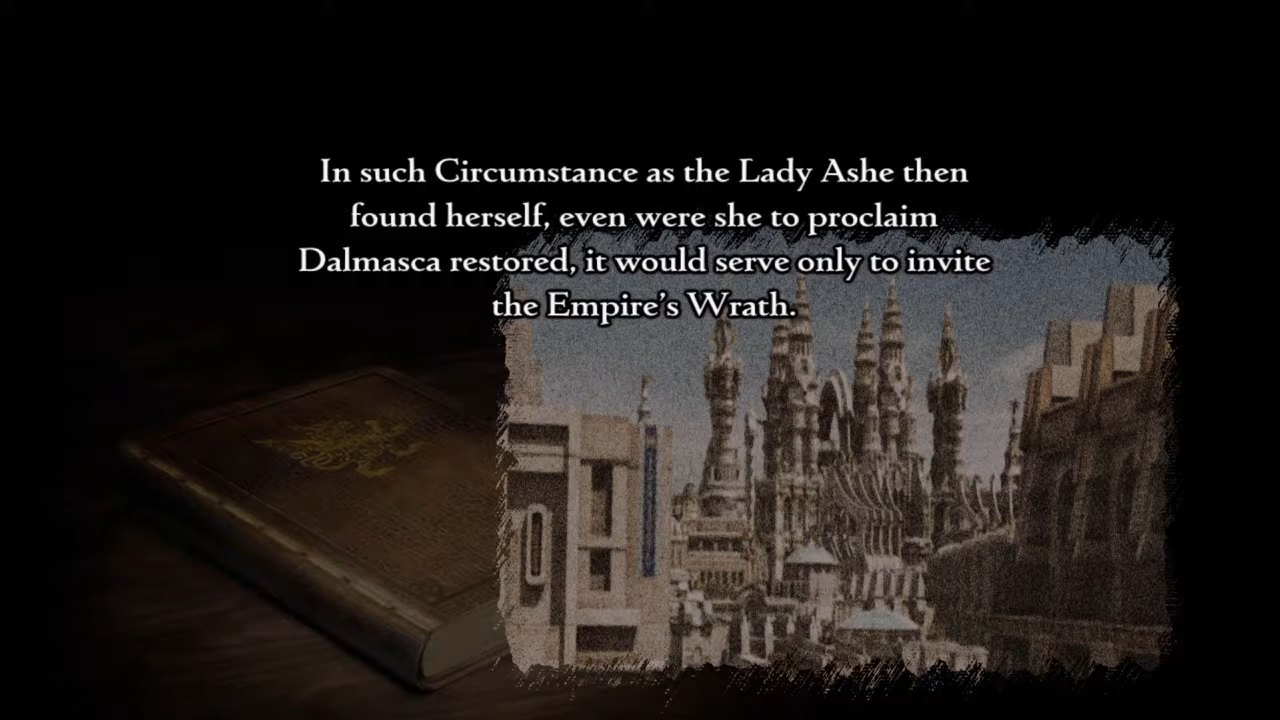 In such Circumstance as the Lady Ashe then
found herself, even were she to proclaim
Dalmasca restored, it would serve only to invite
the Empire’s Wrath.